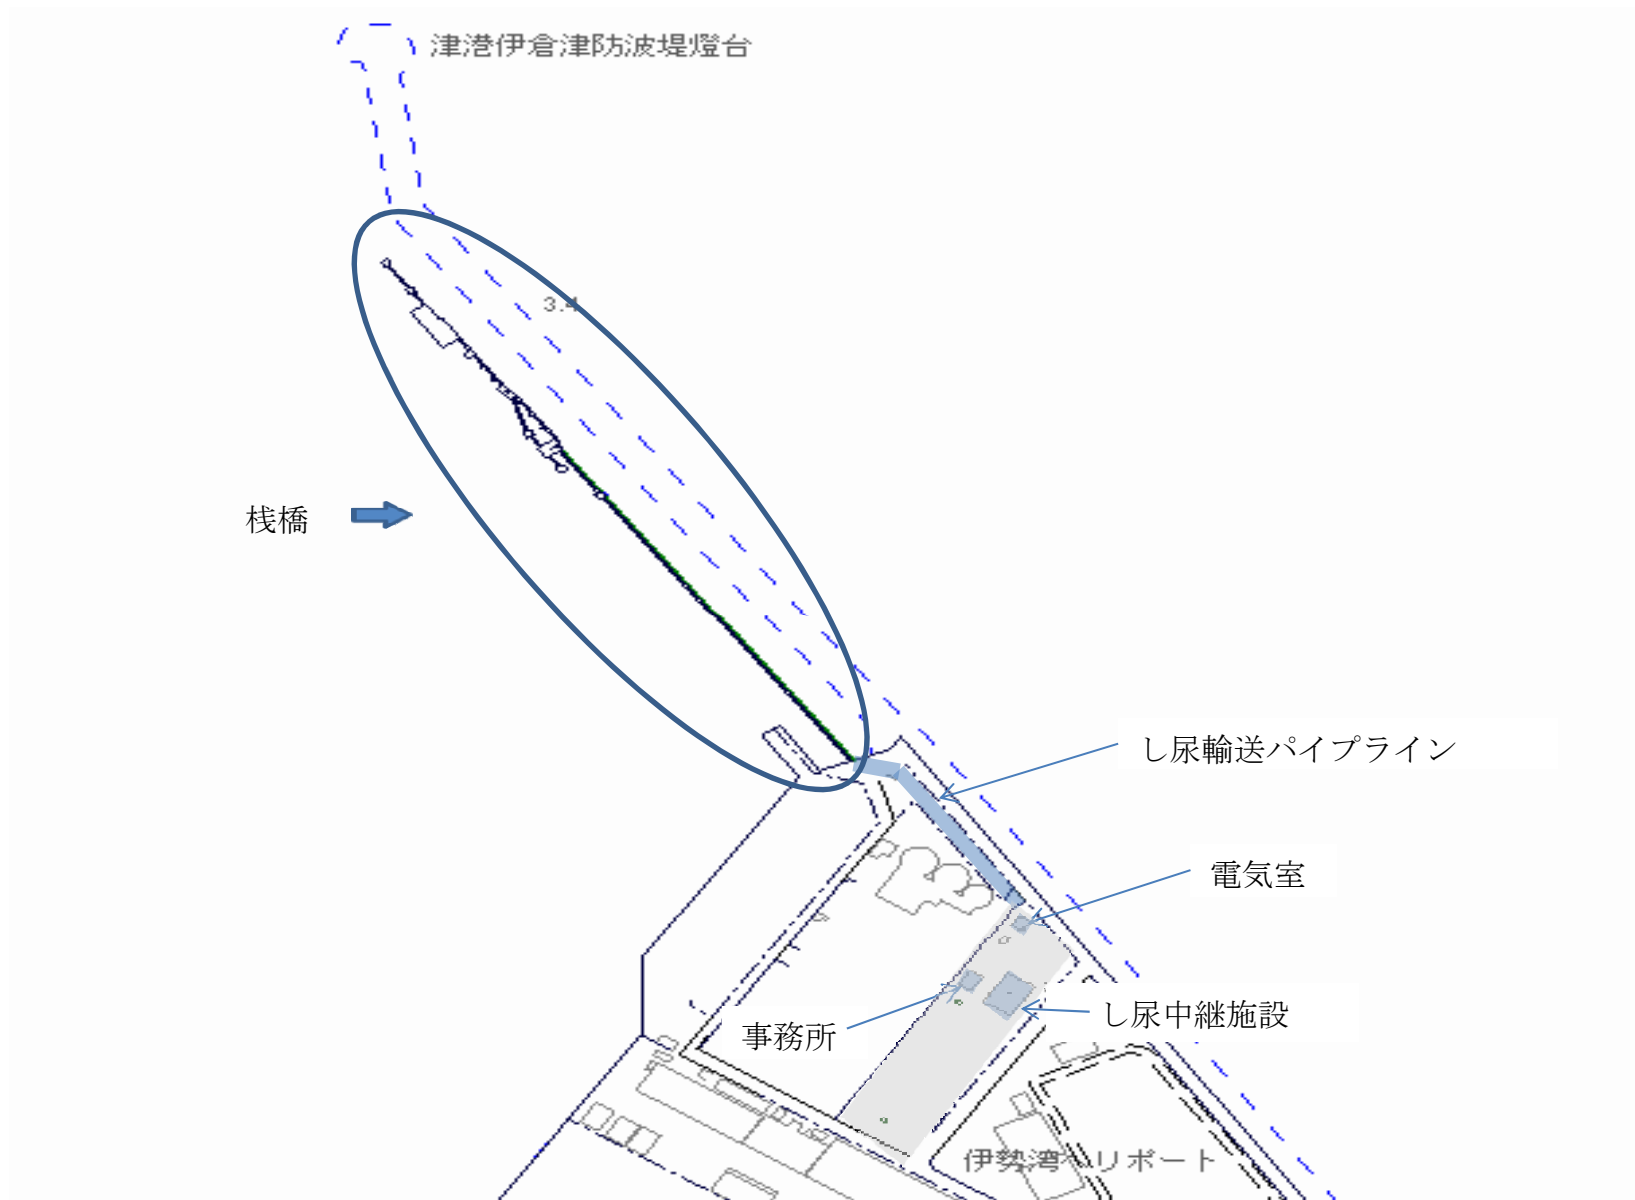 津港伊倉津防波堤燈台
3.4
栈橋
し尿輸送パイプライン
電気室
し尿中継施設
事務所
伊勢湾ヘリポート